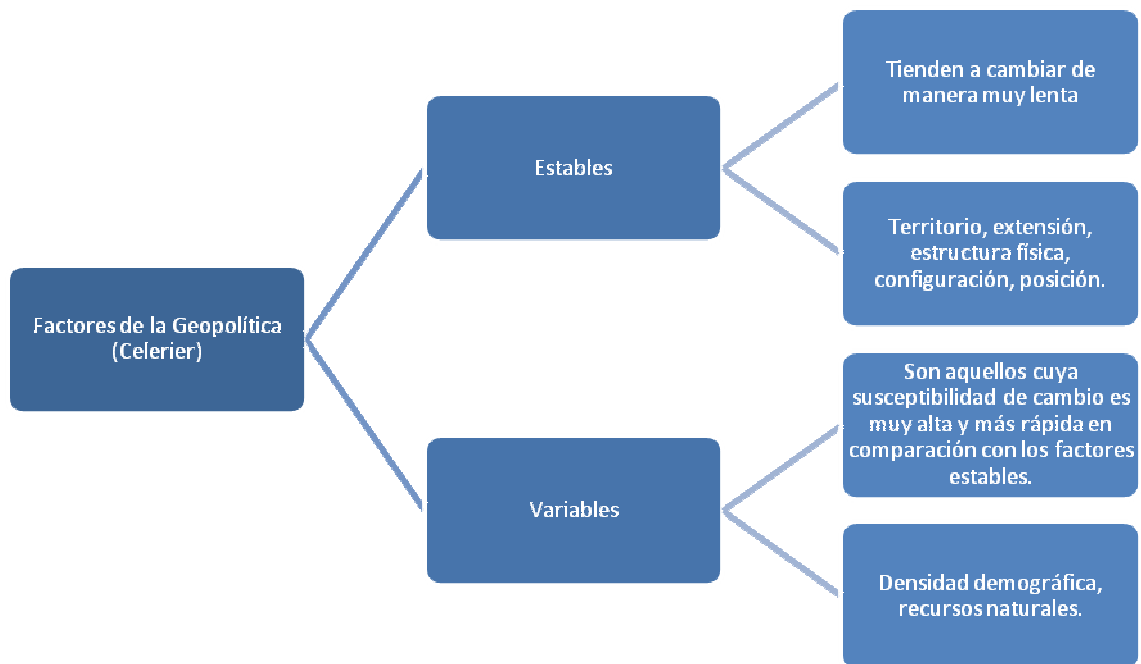 Factores de la Geopolítica
(Celerier)
Estables
Tienden a cambiar de
manera muy lenta
Territorio, extensión,
estructura física,
configuración, posición.
Variables
Son aquellos cuya
susceptibilidad de cambio es
muy alta y más rápida en
comparación con los factores
estables.
Densidad demográfica,
recursos naturales.